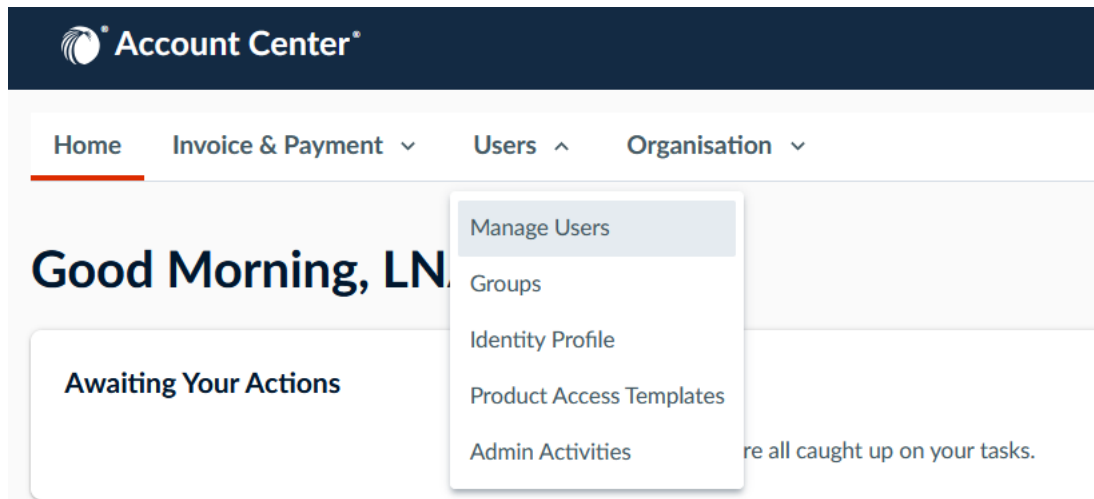 Account Center®
Home Invoice & Payment Users Organisation
Manage Users
Good Morning, LN
Groups
Identity Profile
Awaiting Your Actions
Product Access Templates
Admin Activities
re all caught up on your tasks.